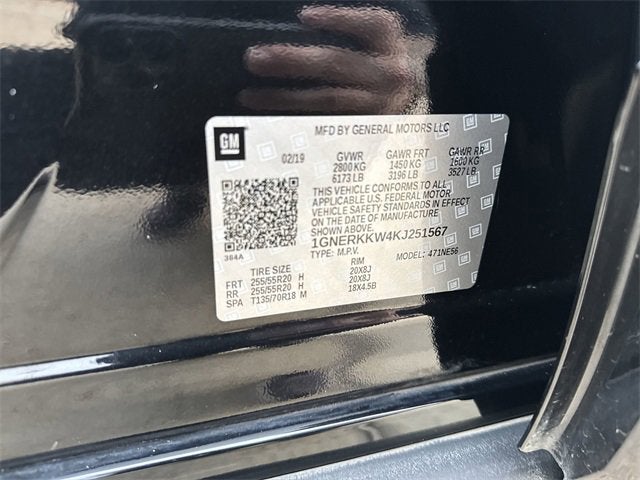 GM
MFD BY GENERAL MOTORS LLC
02/19 GVWR GAWR FRT GAWR RR
2800 KG 1450 KG 1600 KG
6173 LB 3196 LB 3527 LB
THIS VEHICLE CONFORMS TO ALL
APPLICABLE U.S. FEDERAL MOTOR
VEHICLE SAFETY STANDARDS IN EFFECT
ON THE DATE OF MANUFACTURE
SHOWN ABOVE.
1GNERKKW4KJ251567
384A TYPE: M.P.V. MODEL: 471NE56
TIRE SIZE RIM
FRT 255/55R20 H 20X8J
RR 255/55R20 H 20X8J
SPA T135/70R18 M 18X4.5B